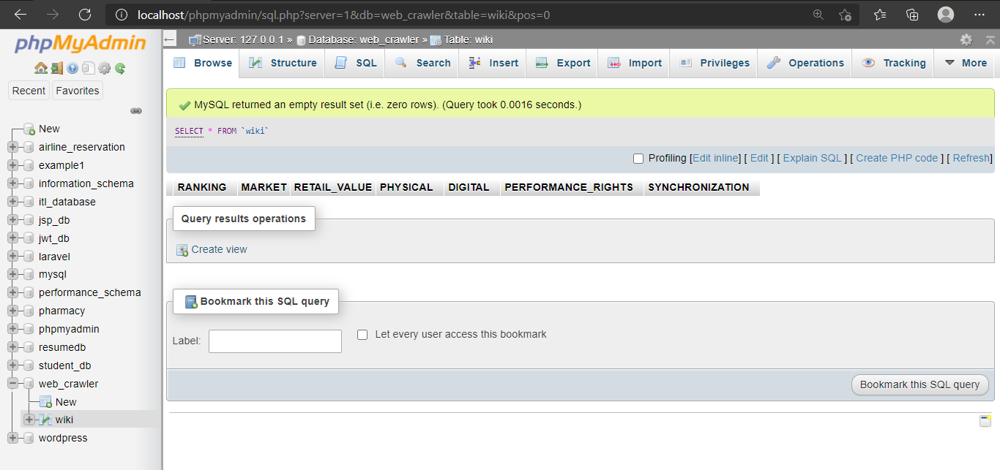 localhost/phpmyadmin/sql.php?server=1&db=web_crawler&table=wiki&pos=0
phpMyAdmin
Recent Favorites
New
airline_reservation
example1
information_schema
itl_database
jsp_db
jwt_db
laravel
mysql
performance_schema
pharmacy
phpmyadmin
resumedb
student_db
web_crawler
New
wiki
wordpress
Server: 127.0.0.1 » Database: web_crawler » Table: wiki
Browse Structure SQL Search Insert Export Import Privileges Operations Tracking More
MySQL returned an empty result set (i.e. zero rows). (Query took 0.0016 seconds.)
SELECT * FROM `wiki`
Profiling [Edit inline] [ Edit ] [ Explain SQL ] [ Create PHP code ] [ Refresh]
RANKING MARKET RETAIL_VALUE PHYSICAL DIGITAL PERFORMANCE_RIGHTS SYNCHRONIZATION
Query results operations
Create view
Bookmark this SQL query
Label: Let every user access this bookmark
Bookmark this SQL query